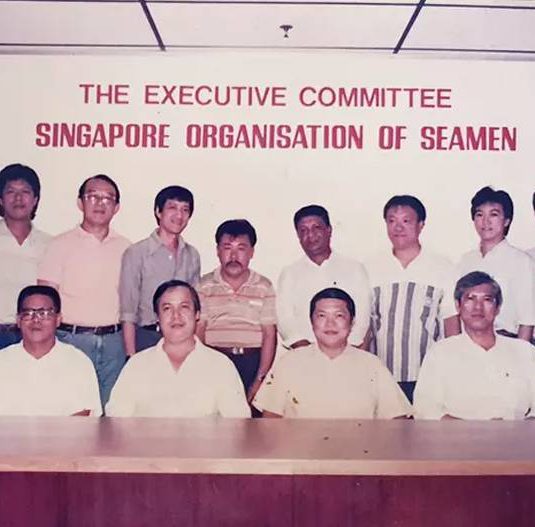 THE EXECUTIVE COMMITTEE
SINGAPORE ORGANISATION OF SEAMEN